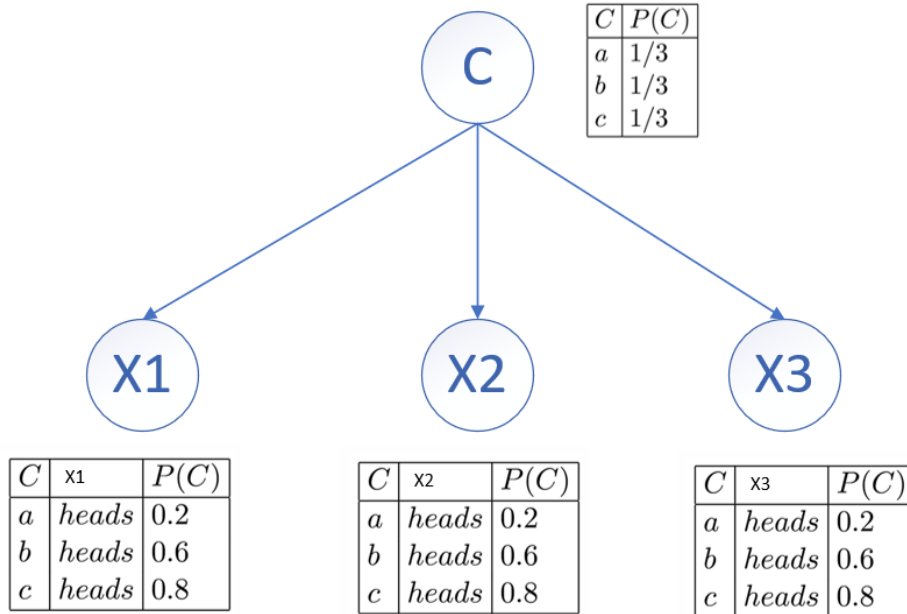 C
C P(C)
a 1/3
b 1/3
c 1/3
X1
X2
X3
C X1 P(C)
a heads 0.2
b heads 0.6
c heads 0.8
C X2 P(C)
a heads 0.2
b heads 0.6
c heads 0.8
C X3 P(C)
a heads 0.2
b heads 0.6
c heads 0.8